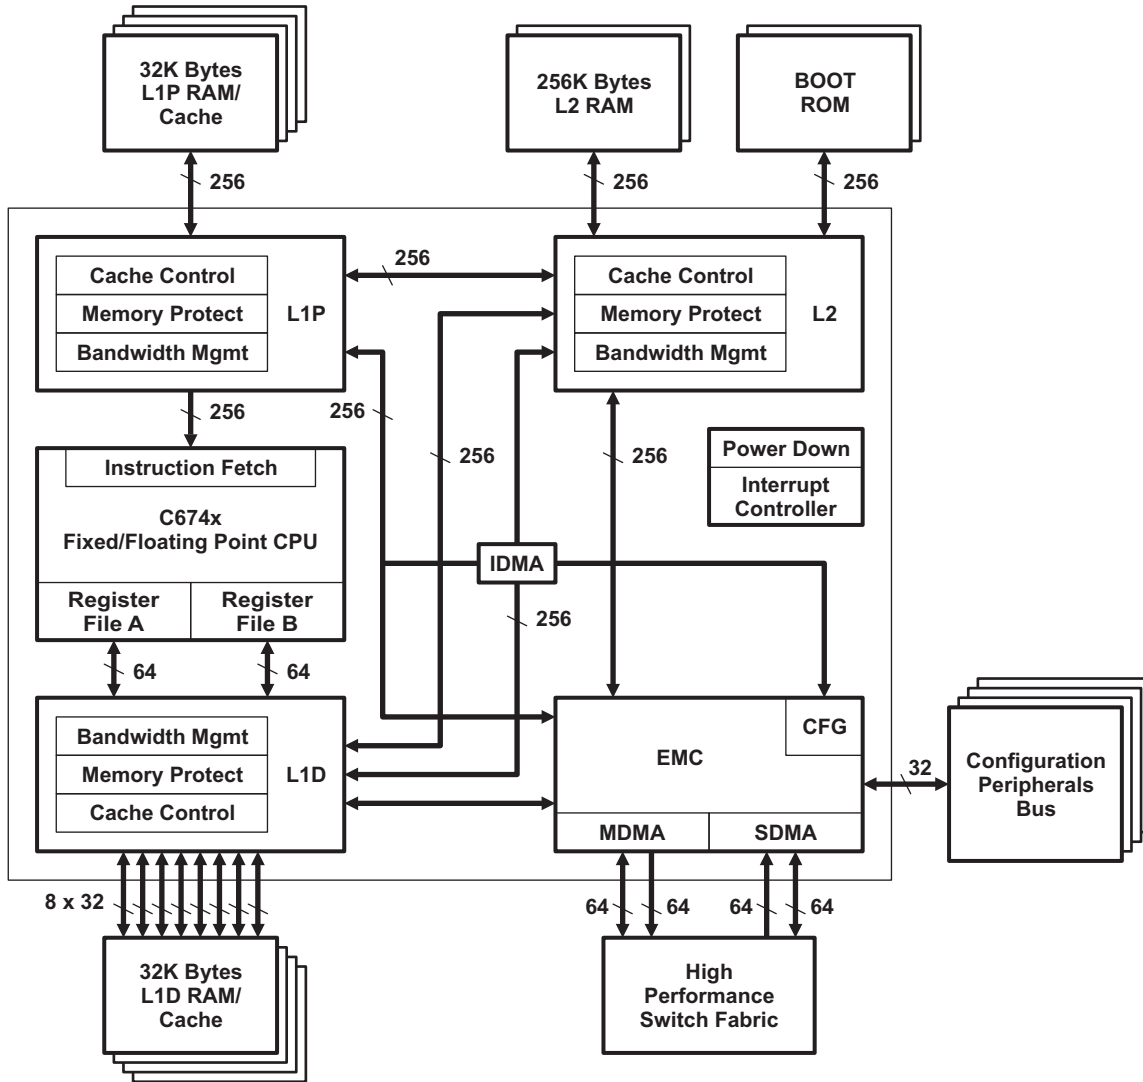 32K Bytes
L1P RAM/
Cache
256K Bytes
L2 RAM
BOOT
ROM
256
256
256
Cache Control
Memory Protect
Bandwidth Mgmt
L1P
256
Cache Control
Memory Protect
Bandwidth Mgmt
L2
256
256
256
256
Power Down
Interrupt
Controller
Instruction Fetch
C674x
Fixed/Floating Point CPU
Register
File A
Register
File B
IDMA
256
64
64
Bandwidth Mgmt
Memory Protect
Cache Control
L1D
EMC
CFG
MDMA
SDMA
32
Configuration
Peripherals
Bus
8 x 32
64
64
64
64
32K Bytes
L1D RAM/
Cache
High
Performance
Switch Fabric